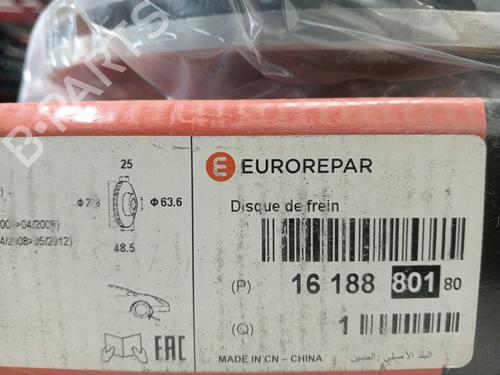 B-PARTS
25
Φ 63.6
48.5
EUROREPAR
Disque de frein
(P) 16 188 801 80
(Q) 1
EAC
MADE IN CN – CHINA
البلد الأصلي : الصين